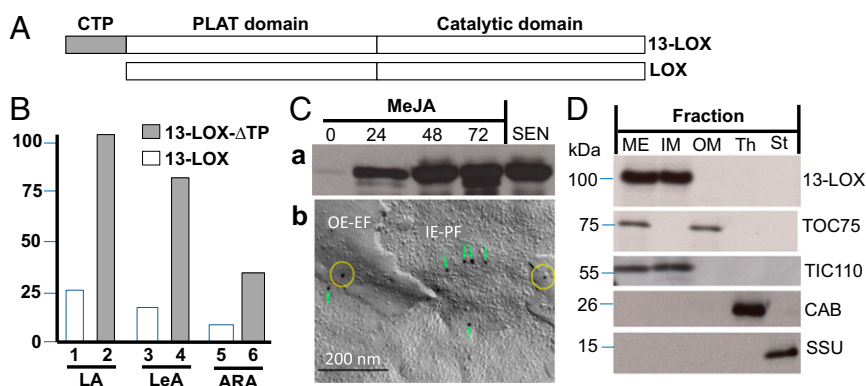 A
CTP PLAT domain Catalytic domain
13-LOX
LOX
B
100
75
50
25
0
13-LOX-ΔTP
13-LOX
1 2 3 4 5 6
LA LeA ARA
C
MeJA
0 24 48 72 SEN
a
b
OE-EF
IE-PF
200 nm
D
Fraction
kDa ME IM OM Th St
100 13-LOX
75 TOC75
55 TIC110
26 CAB
15 SSU